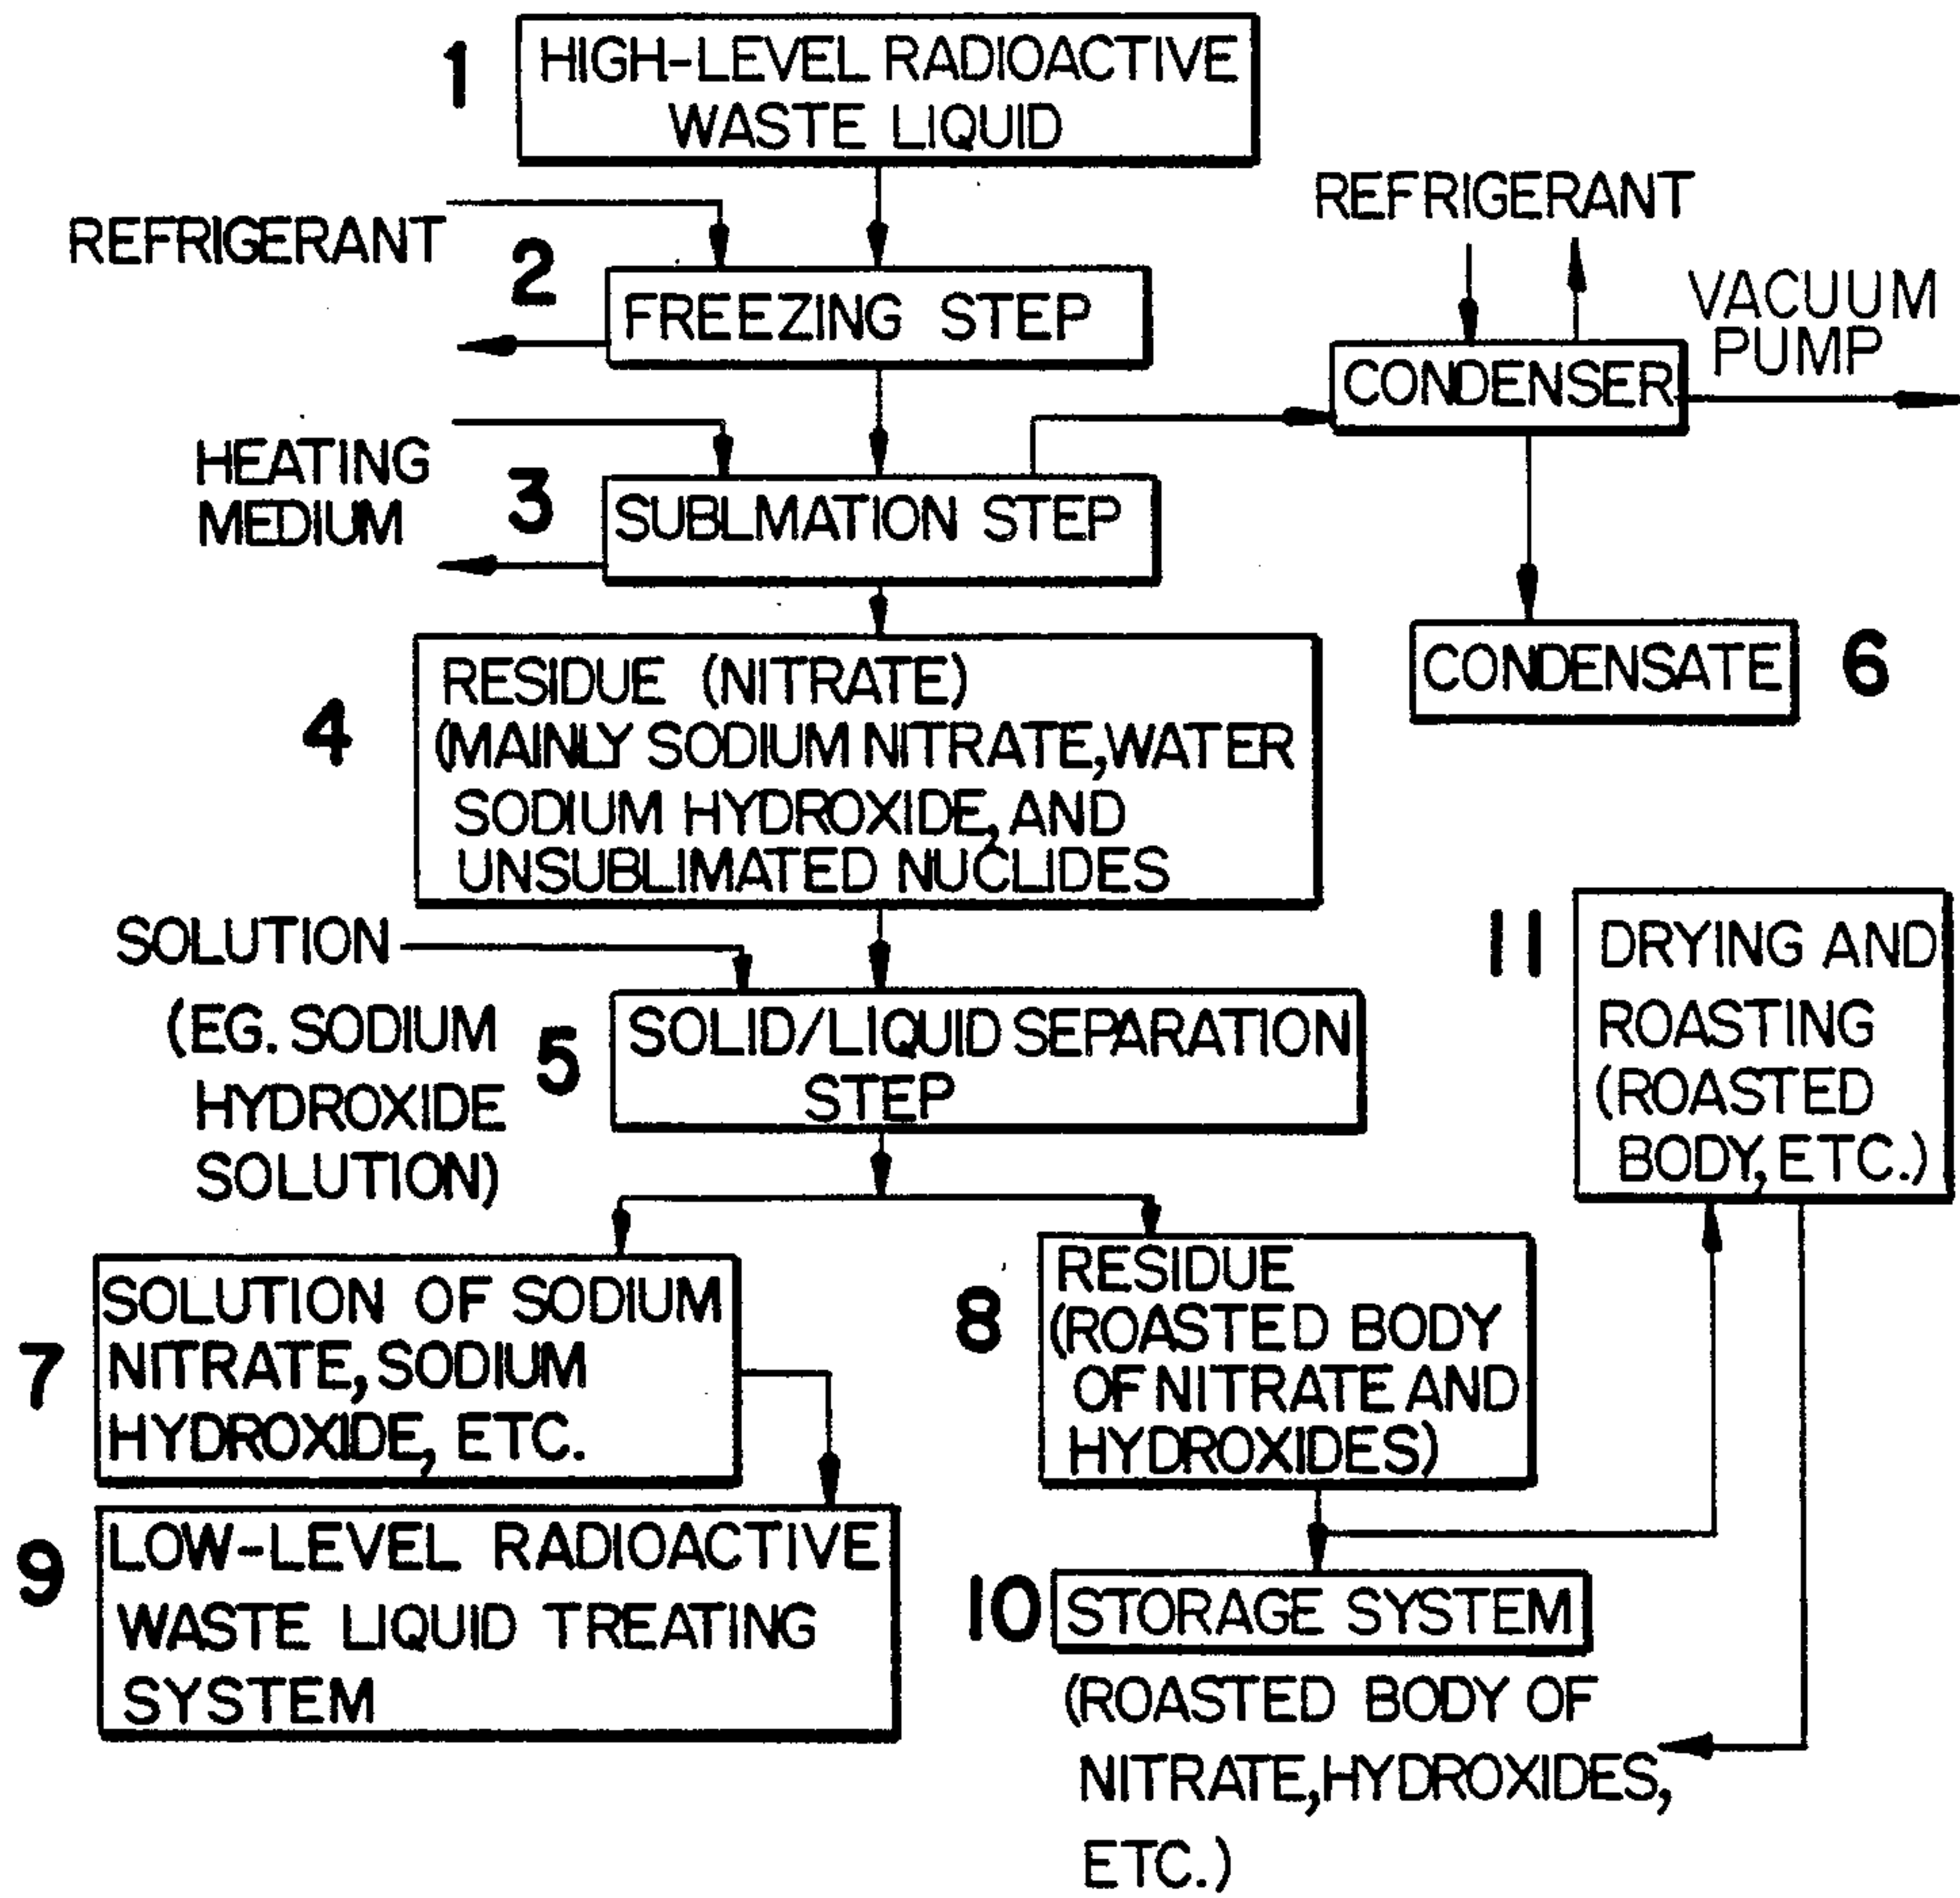 1
HIGH-LEVEL RADIOACTIVE
WASTE LIQUID
REFRIGERANT
2
FREEZING STEP
REFRIGERANT
VACUUM
PUMP
CONDENSER
HEATING
MEDIUM
3
SUBLMATION STEP
4
RESIDUE (NITRATE)
(MAINLY SODIUM NITRATE, WATER
SODIUM HYDROXIDE, AND
UNSUBLIMATED NUCLIDES
CONDENSATE
6
SOLUTION
(EG. SODIUM
HYDROXIDE
SOLUTION)
5
SOLID/LIQUID SEPARATION
STEP
11
DRYING AND
ROASTING
(ROASTED
BODY, ETC.)
7
SOLUTION OF SODIUM
NITRATE, SODIUM
HYDROXIDE, ETC.
8
RESIDUE
(ROASTED BODY
OF NITRATE AND
HYDROXIDES)
9
LOW-LEVEL RADIOACTIVE
WASTE LIQUID TREATING
SYSTEM
10
STORAGE SYSTEM
(ROASTED BODY OF
NITRATE, HYDROXIDES,
ETC.)